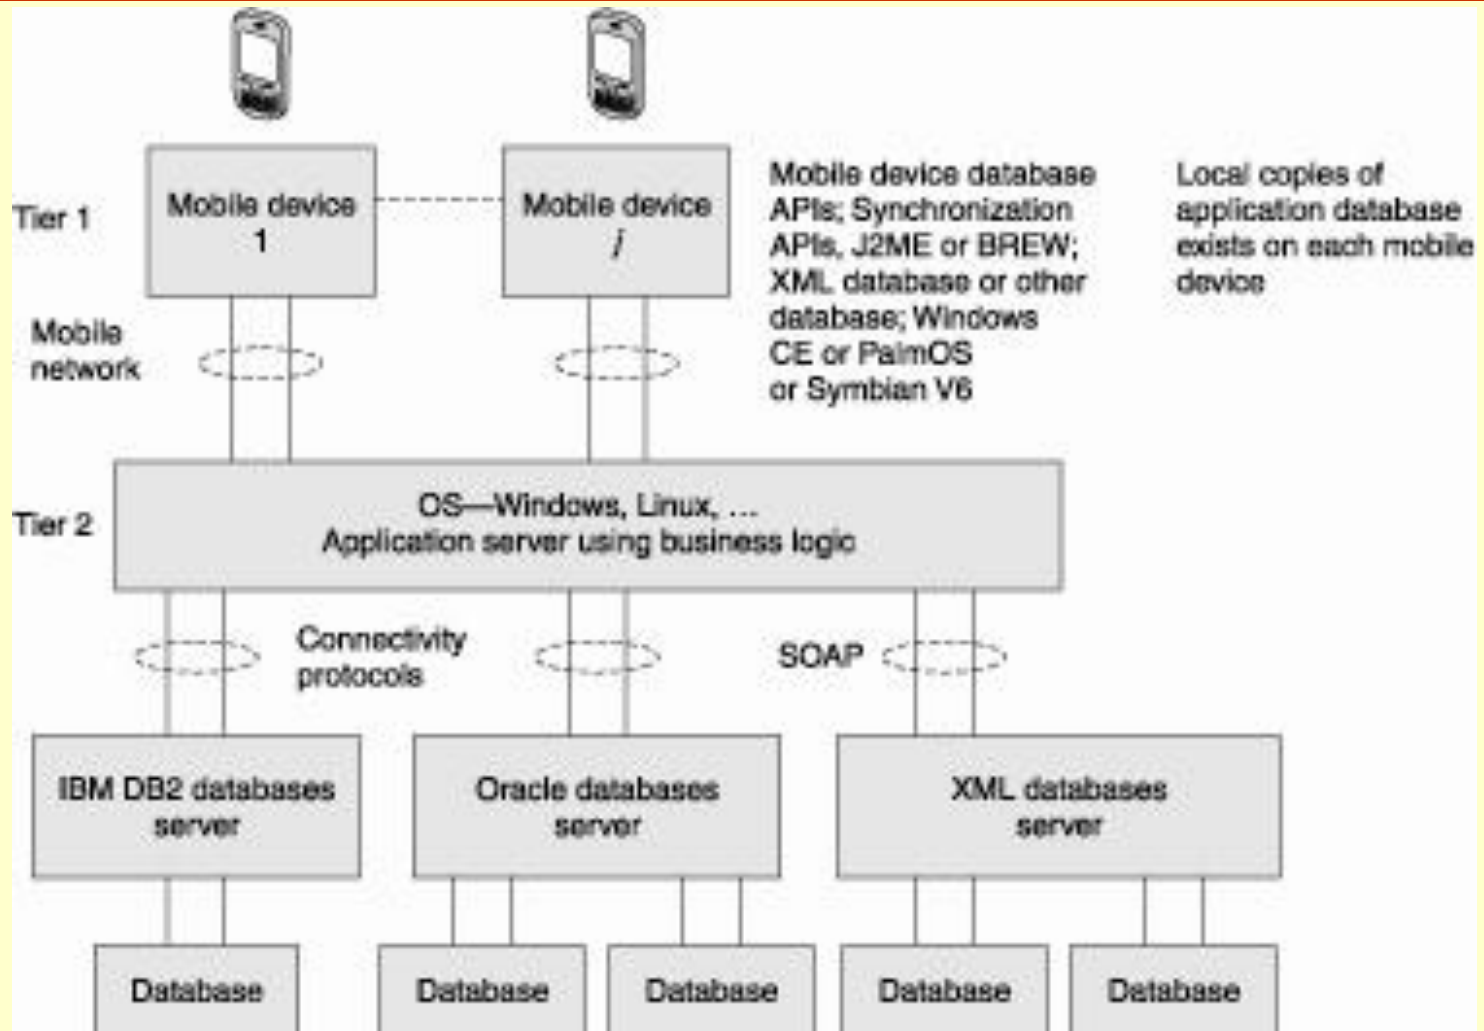 Tier 1
Mobile device
1
Mobile device
j
Mobile device database
APIs; Synchronization
APIs, J2ME or BREW;
XML database or other
database; Windows
CE or PalmOS
or Symbian V6
Local copies of
application database
exists on each mobile
device
Mobile
network
Tier 2
OS—Windows, Linux, ...
Application server using business logic
Connectivity
protocols
SOAP
IBM DB2 databases
server
Oracle databases
server
XML databases
server
Database
Database
Database
Database
Database